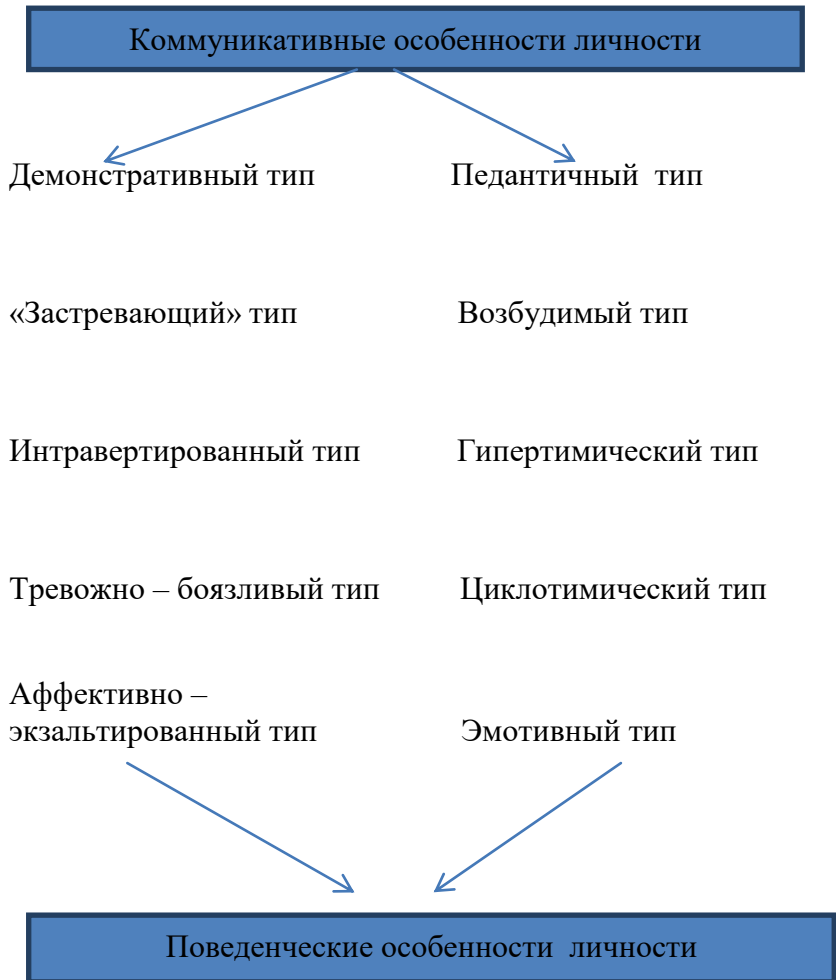 Коммуникативные особенности личности
Демонстративный тип
Педантичный тип
«Застревающий» тип
Возбудимый тип
Интравертированный тип
Гипертимический тип
Тревожно – боязливый тип
Циклотимический тип
Аффективно –
экзальтированный тип
Эмотивный тип
Поведенческие особенности личности